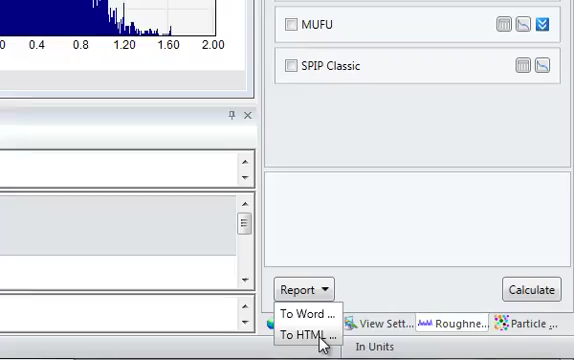 0.4 0.8 1.20 1.60 2.00
MUFU
SPIP Classic
Report
Calculate
To Word ...
To HTML ...
View Sett...
Roughne...
Particle ...
In Units